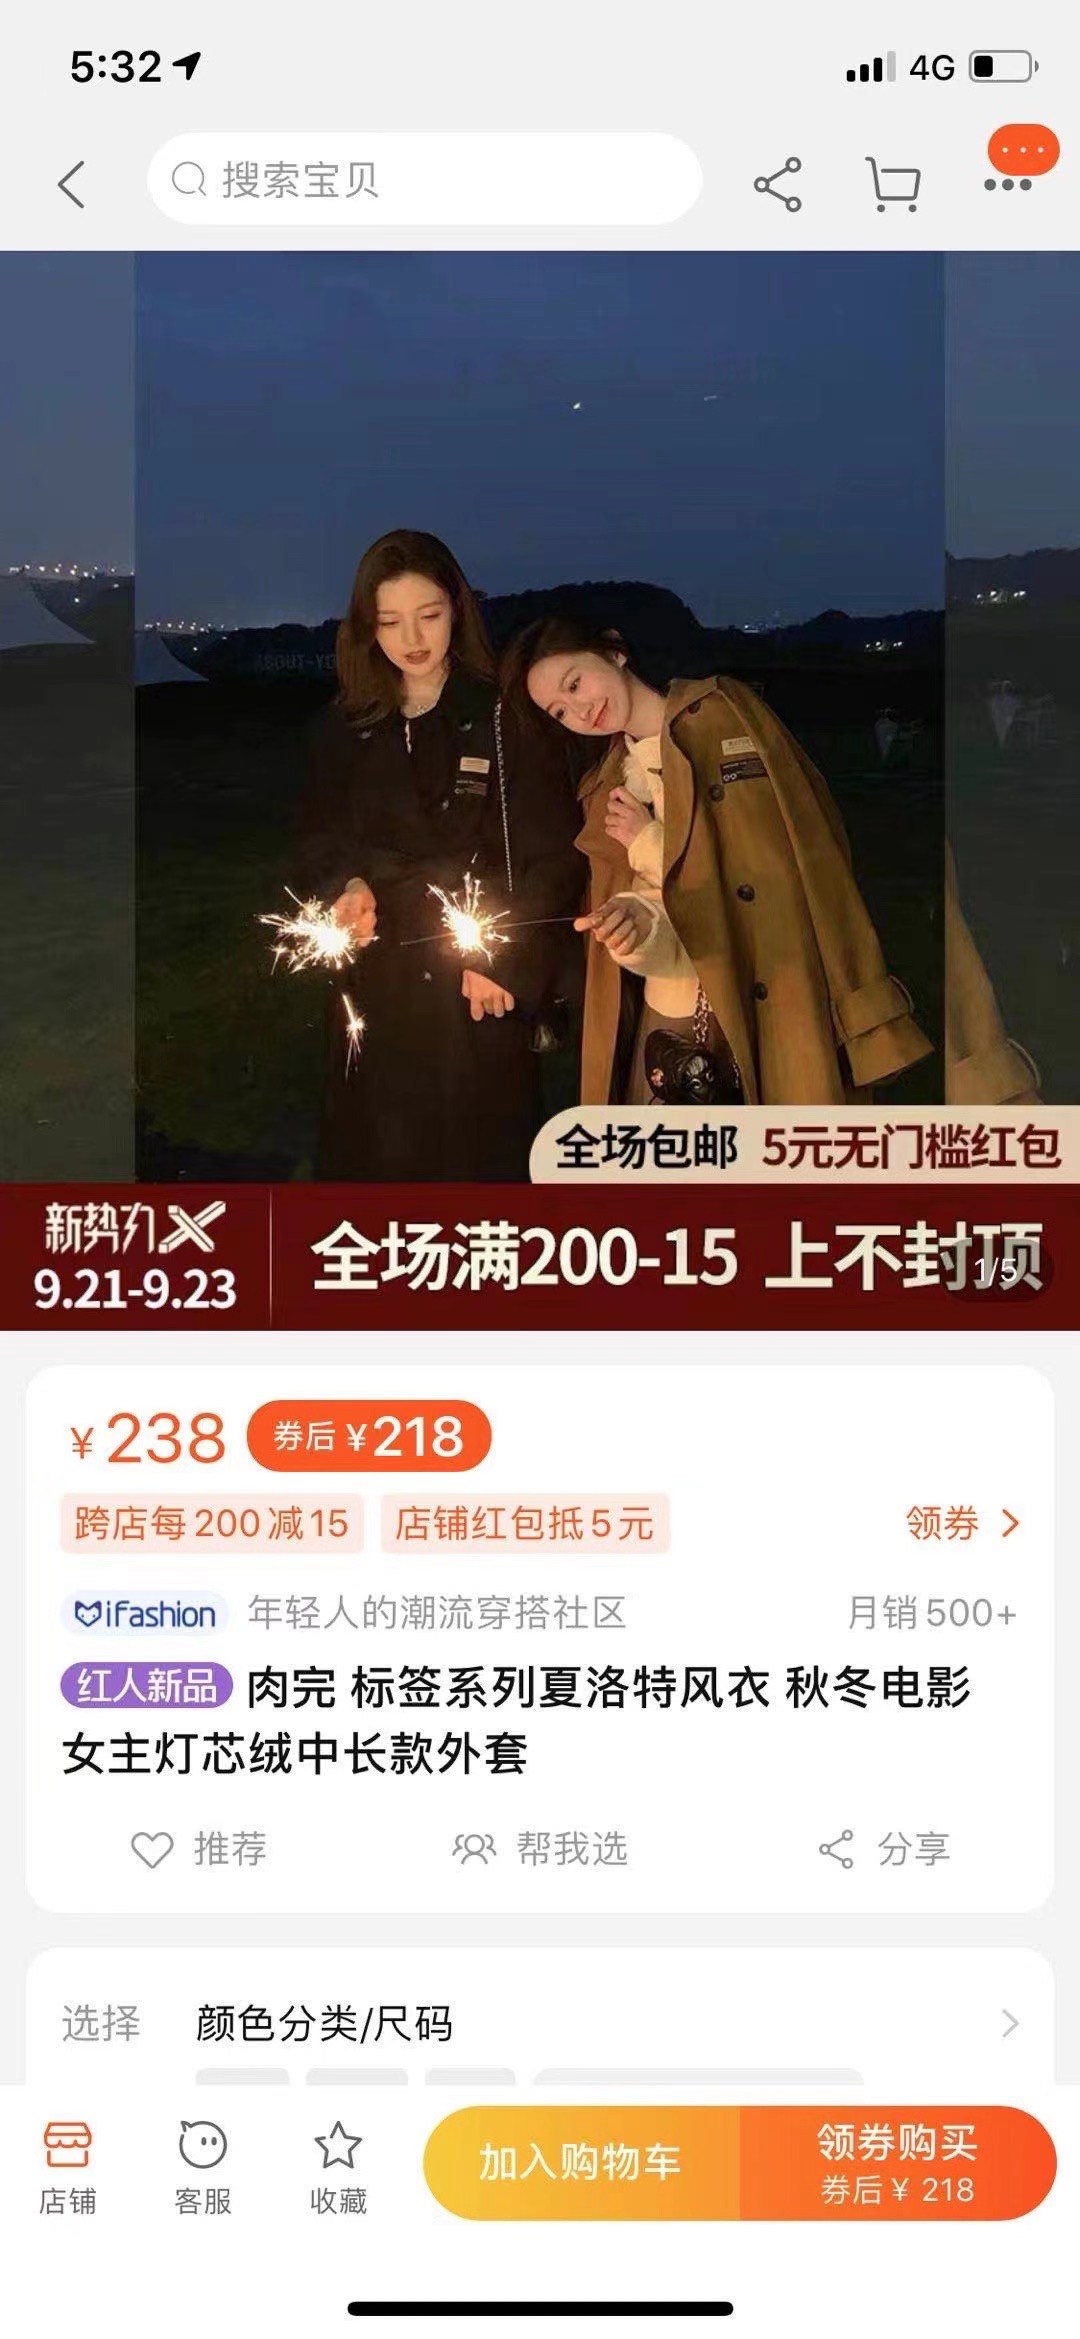 5:32
4G
搜索宝贝
ABOUT-YO
全场包邮 5元无门槛红包
新势力
9.21-9.23
全场满200-15 上不封顶
1/5
¥238 券后¥218
跨店每200减15 店铺红包抵5元 领券
iFashion 年轻人的潮流穿搭社区 月销500+
红人新品 肉完 标签系列夏洛特风衣 秋冬电影
女主灯芯绒中长款外套
推荐 帮我选 分享
选择 颜色分类/尺码
加入购物车
领券购买
券后¥ 218
店铺 客服 收藏